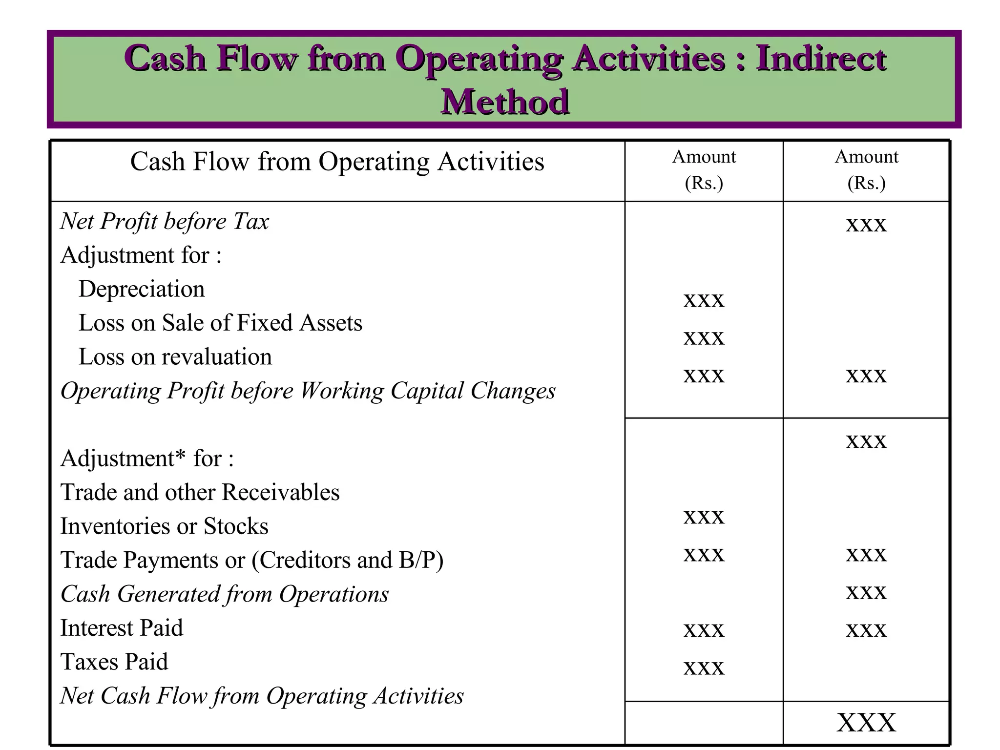 Cash Flow from Operating Activities : Indirect
Method
Cash Flow from Operating Activities
Amount
(Rs.)
Amount
(Rs.)
Net Profit before Tax
Adjustment for :
Depreciation
Loss on Sale of Fixed Assets
Loss on revaluation
Operating Profit before Working Capital Changes
Adjustment* for :
Trade and other Receivables
Inventories or Stocks
Trade Payments or (Creditors and B/P)
Cash Generated from Operations
Interest Paid
Taxes Paid
Net Cash Flow from Operating Activities
xxx
xxx
xxx
xxx
xxx
xxx
xxx
xxx
xxx
xxx
xxx
xxx
xxx
xxx
XXX